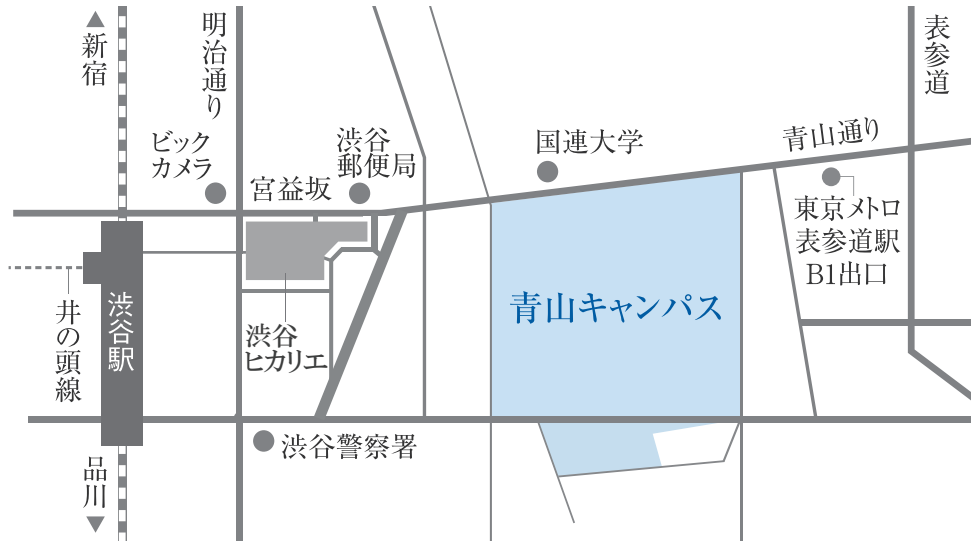 ▲新宿
明治通り
表参道
ビック
カメラ
渋谷
郵便局
国連大学
青山通り
宮益坂
東京メトロ
表参道駅
B1出口
井の頭線
渋谷駅
渋谷
ヒカリエ
青山キャンパス
渋谷警察署
品川▼